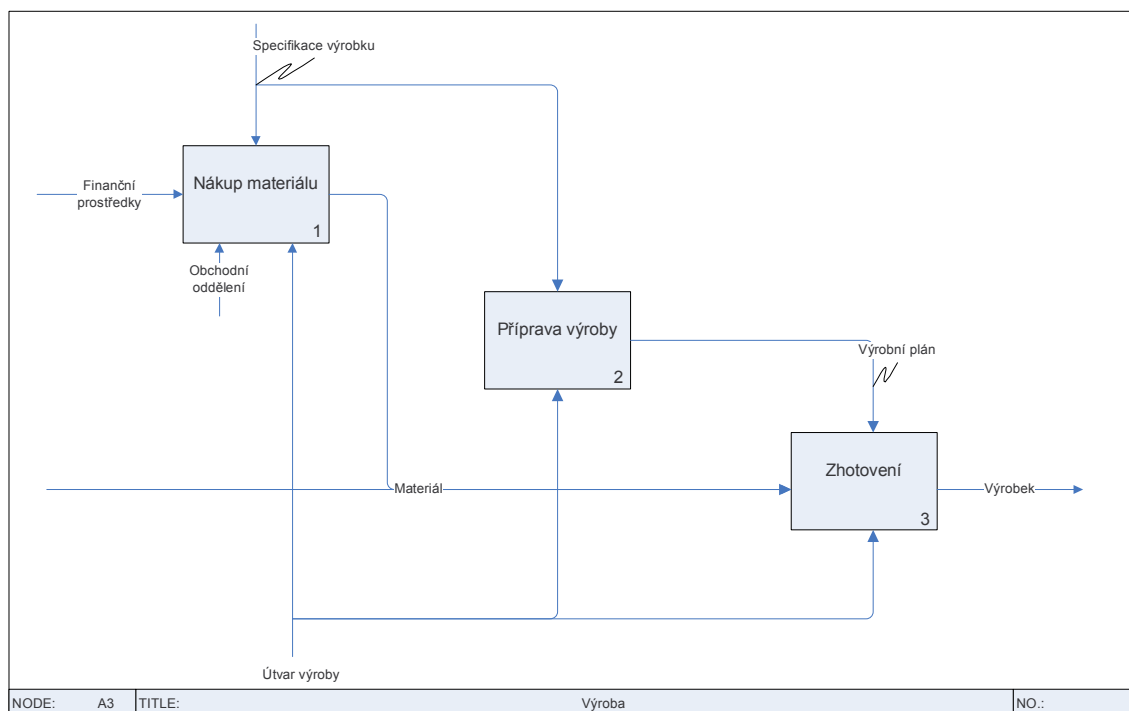 Specifikace výrobku
Nákup materiálu
1
Finanční
prostředky
Obchodní
oddělení
Příprava výroby
2
Výrobní plán
Zhotovení
3
Materiál
Výrobek
Útvar výroby
NODE: A3 TITLE: Výroba NO.: